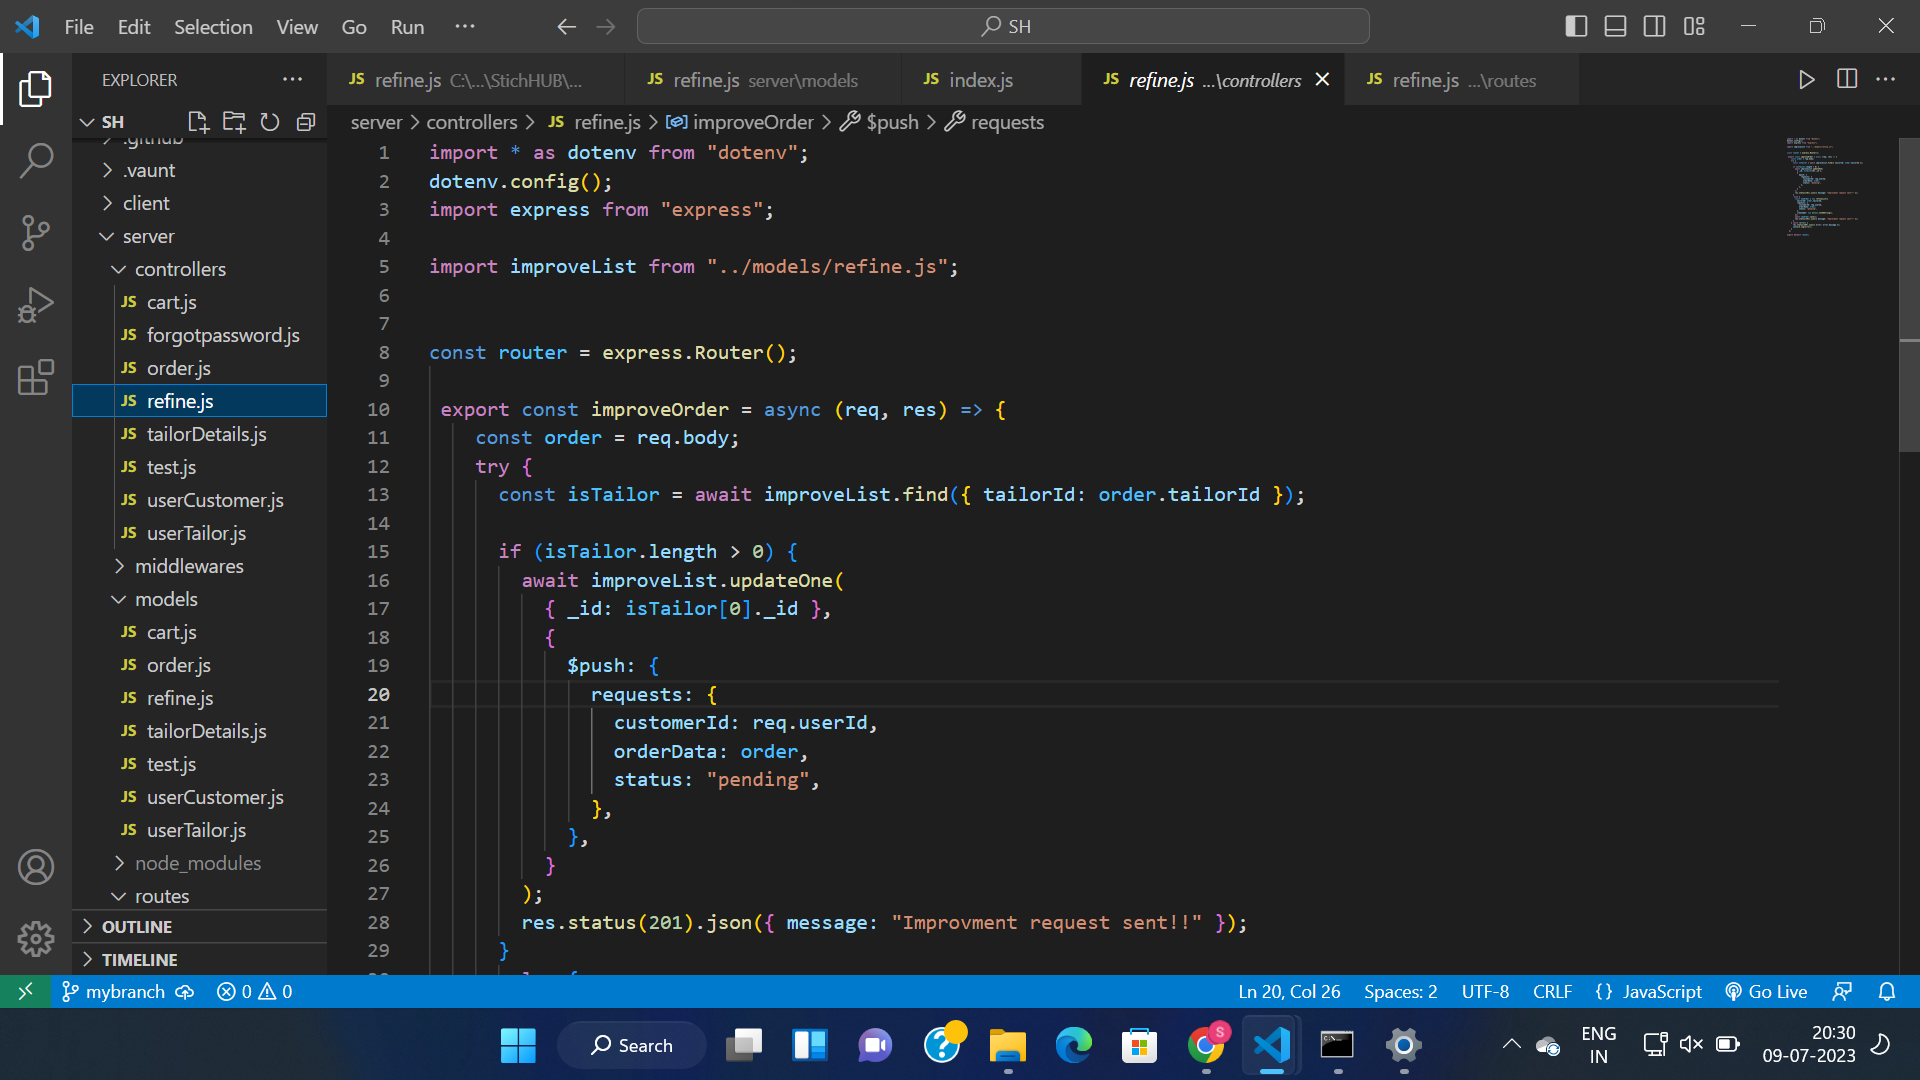 File Edit Selection View Go Run ··· SH
EXPLORER ···
JS refine.js C:\...\StichHUB\...
JS refine.js server\models
JS index.js
JS refine.js ...\controllers
JS refine.js ...\routes
SH
server > controllers > JS refine.js > improveOrder > $push > requests
.github
.vaunt
client
server
controllers
JS cart.js
JS forgotpassword.js
JS order.js
JS refine.js
JS tailorDetails.js
JS test.js
JS userCustomer.js
JS userTailor.js
middlewares
models
JS cart.js
JS order.js
JS refine.js
JS tailorDetails.js
JS test.js
JS userCustomer.js
JS userTailor.js
node_modules
routes
OUTLINE
TIMELINE
1 import * as dotenv from "dotenv";
2 dotenv.config();
3 import express from "express";
4
5 import improveList from "../models/refine.js";
6
7
8 const router = express.Router();
9
10 export const improveOrder = async (req, res) => {
11 const order = req.body;
12 try {
13 const isTailor = await improveList.find({ tailorId: order.tailorId });
14
15 if (isTailor.length > 0) {
16 await improveList.updateOne(
17 { _id: isTailor[0]._id },
18 {
19 $push: {
20 requests: {
21 customerId: req.userId,
22 orderData: order,
23 status: "pending",
24 },
25 },
26 }
27 );
28 res.status(201).json({ message: "Improvment request sent!!" });
29 }
mybranch 0 0 Ln 20, Col 26 Spaces: 2 UTF-8 CRLF {} JavaScript Go Live
Search
S
ENG
IN
20:30
09-07-2023